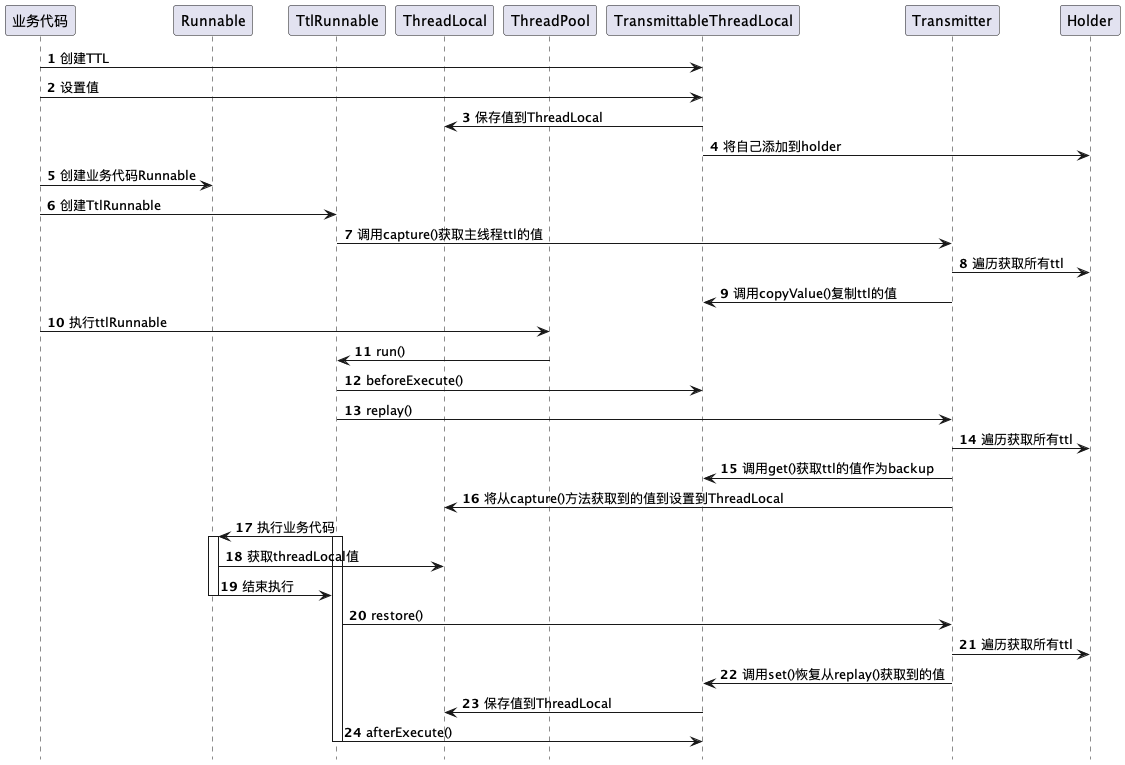 业务代码 Runnable TtlRunnable ThreadLocal ThreadPool TransmittableThreadLocal Transmitter Holder
1 创建TTL
2 设置值
3 保存值到ThreadLocal
4 将自己添加到holder
5 创建业务代码Runnable
6 创建TtlRunnable
7 调用capture()获取主线程ttl的值
8 遍历获取所有ttl
9 调用copyValue()复制ttl的值
10 执行ttlRunnable
11 run()
12 beforeExecute()
13 replay()
14 遍历获取所有ttl
15 调用get()获取ttl的值作为backup
16 将从capture()方法获取到的值到设置到ThreadLocal
17 执行业务代码
18 获取threadLocal值
19 结束执行
20 restore()
21 遍历获取所有ttl
22 调用set()恢复从replay()获取到的值
23 保存值到ThreadLocal
24 afterExecute()